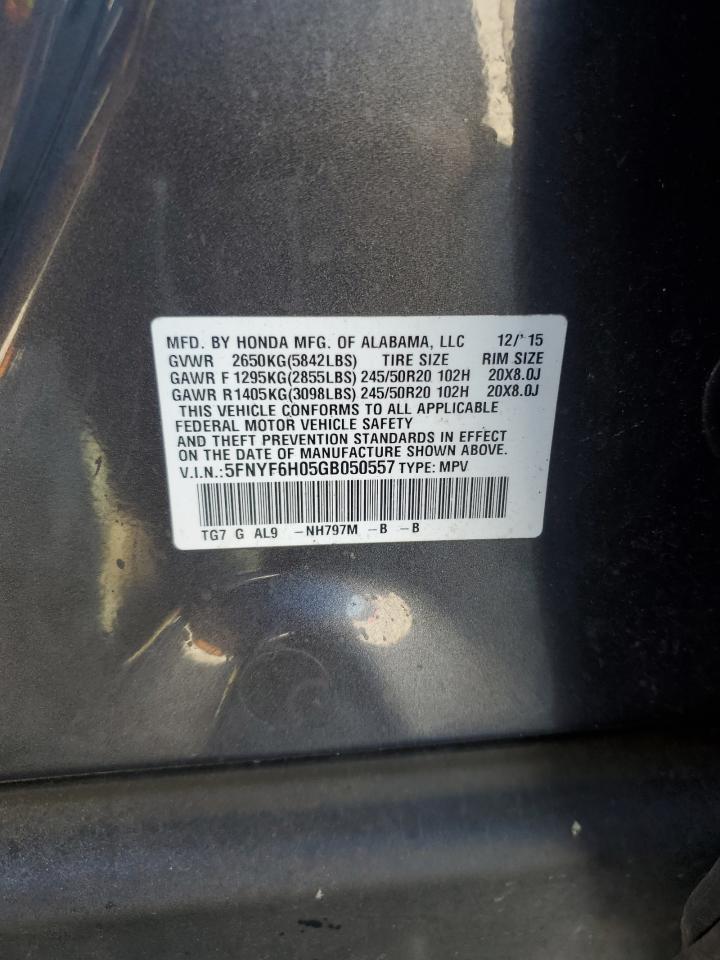 MFD. BY HONDA MFG. OF ALABAMA, LLC 12/'15
GVWR 2650KG(5842LBS) TIRE SIZE RIM SIZE
GAWR F 1295KG(2855LBS) 245/50R20 102H 20X8.0J
GAWR R1405KG(3098LBS) 245/50R20 102H 20X8.0J
THIS VEHICLE CONFORMS TO ALL APPLICABLE
FEDERAL MOTOR VEHICLE SAFETY
AND THEFT PREVENTION STANDARDS IN EFFECT
ON THE DATE OF MANUFACTURE SHOWN ABOVE.
V.I.N.:5FNYF6H05GB050557 TYPE: MPV
TG7 G AL9 -NH797M -B -B